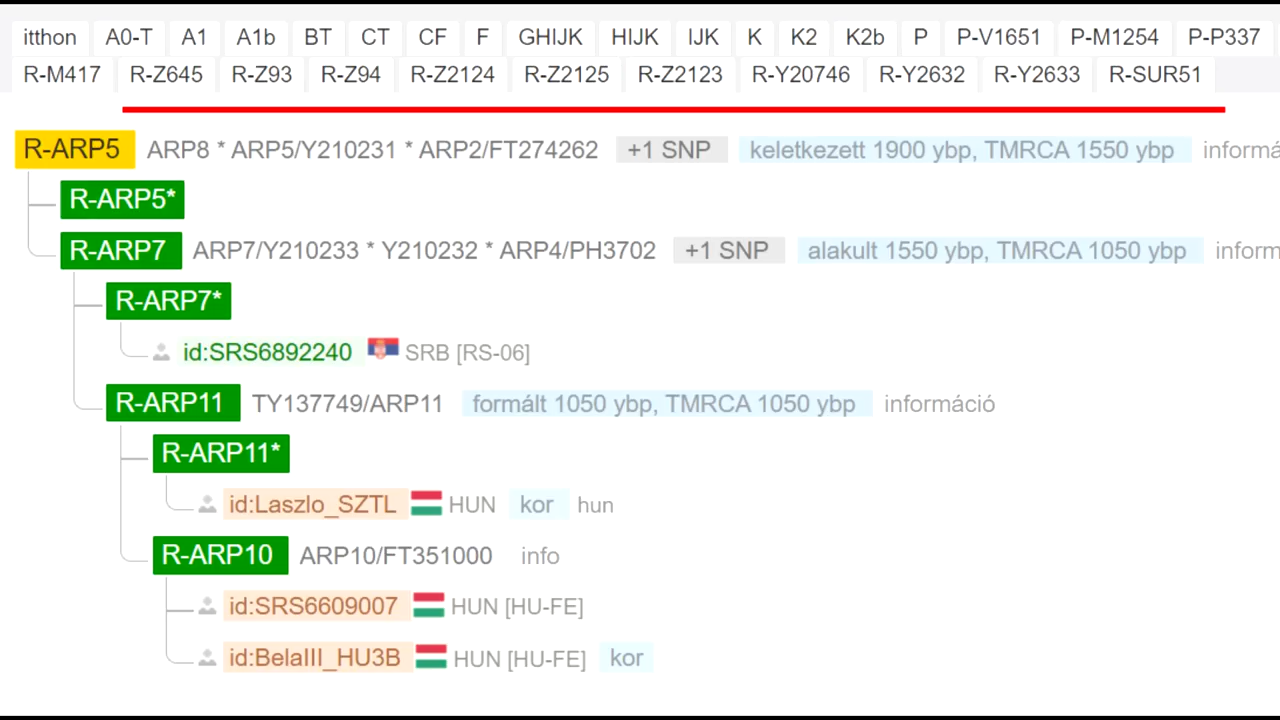 itthon A0-T A1 A1b BT CT CF F GHIJK HIJK IJK K K2 K2b P P-V1651 P-M1254 P-P337
R-M417 R-Z645 R-Z93 R-Z94 R-Z2124 R-Z2125 R-Z2123 R-Y20746 R-Y2632 R-Y2633 R-SUR51
R-ARP5 ARP8 * ARP5/Y210231 * ARP2/FT274262 +1 SNP keletkezett 1900 ybp, TMRCA 1550 ybp informá
R-ARP5*
R-ARP7 ARP7/Y210233 * Y210232 * ARP4/PH3702 +1 SNP alakult 1550 ybp, TMRCA 1050 ybp inform
R-ARP7*
id:SRS6892240 SRB [RS-06]
R-ARP11 TY137749/ARP11 formált 1050 ybp, TMRCA 1050 ybp információ
R-ARP11*
id:Laszlo_SZTL HUN kor hun
R-ARP10 ARP10/FT351000 info
id:SRS6609007 HUN [HU-FE]
id:BelaIII_HU3B HUN [HU-FE] kor